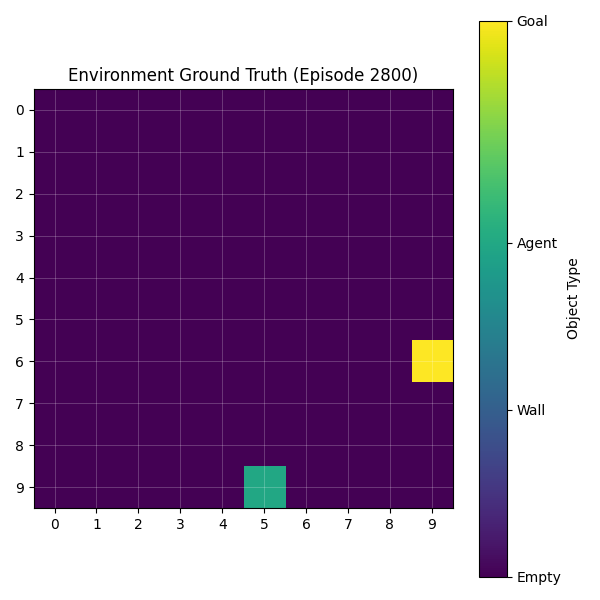 Environment Ground Truth (Episode 2800)
Goal
Agent
Wall
Empty
Object Type
0
1
2
3
4
5
6
7
8
9
0 1 2 3 4 5 6 7 8 9